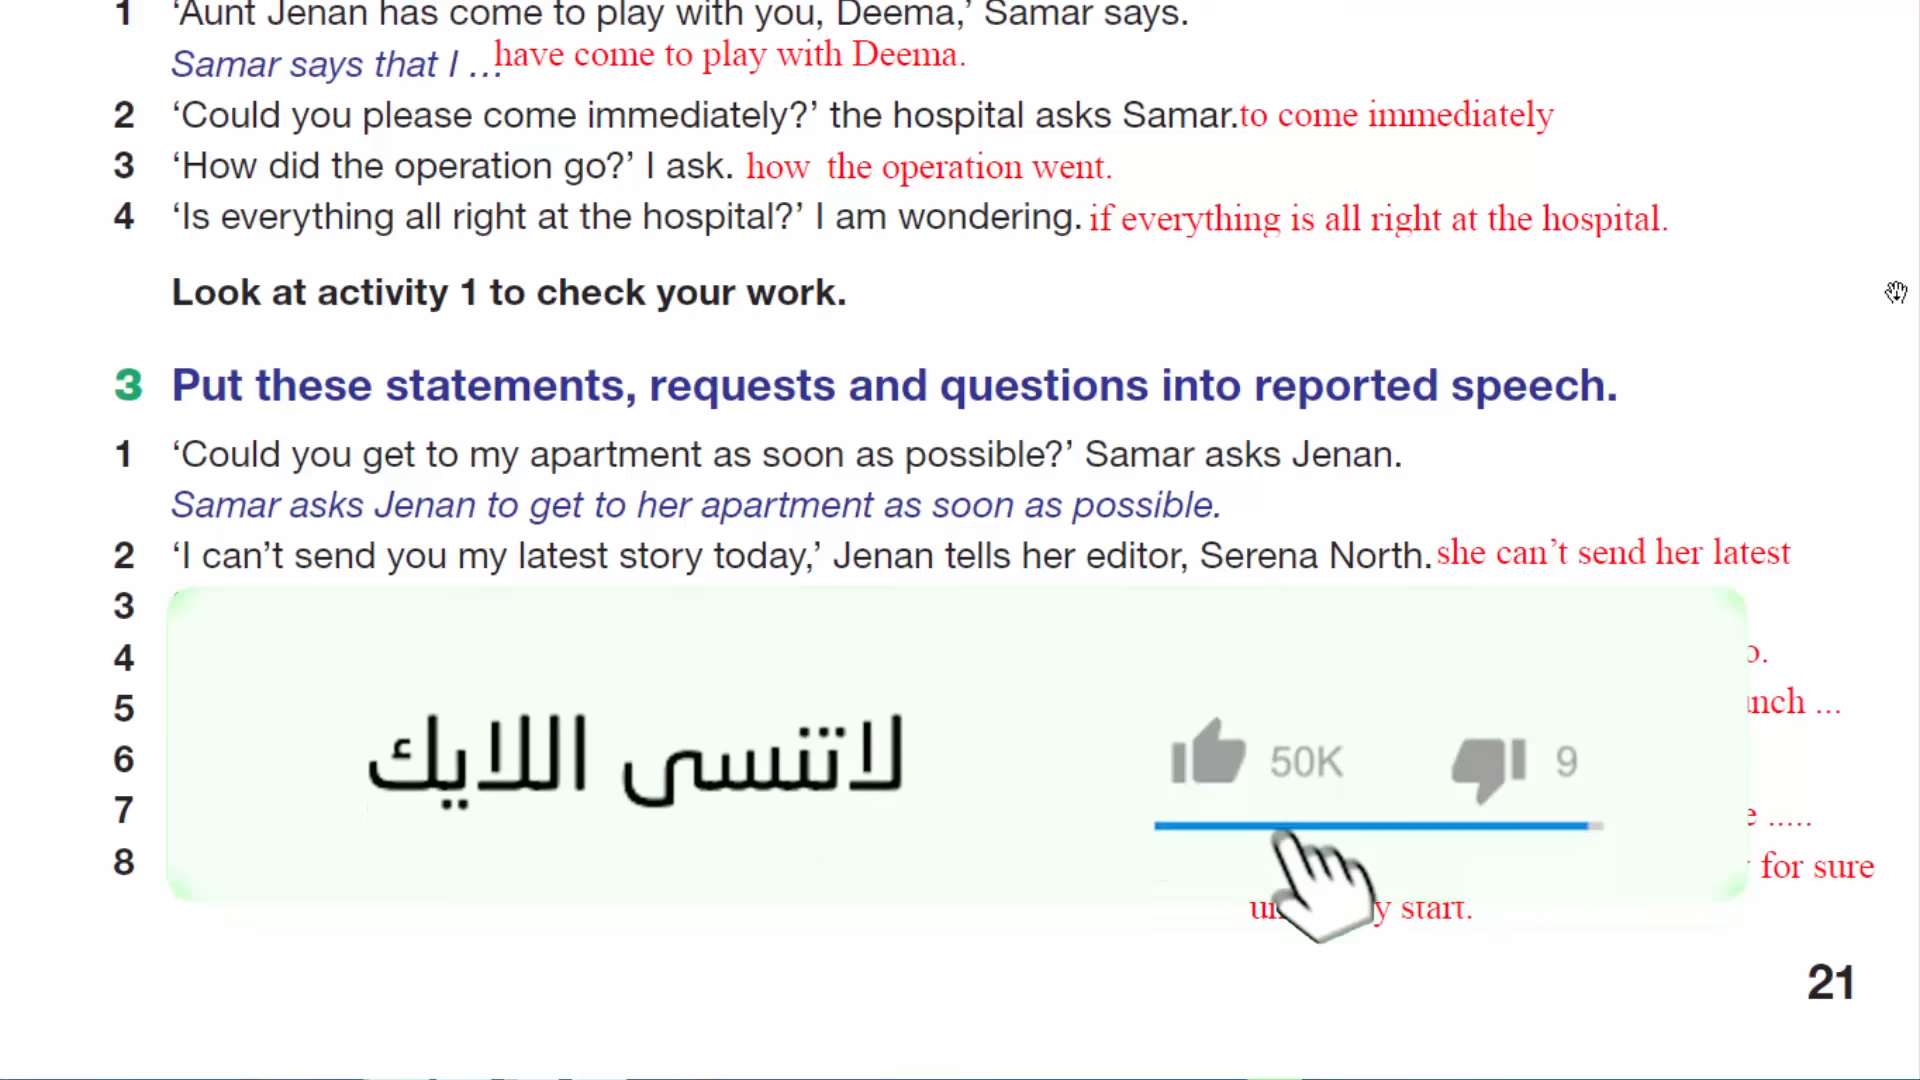 1 ‘Aunt Jenan has come to play with you, Deema,’ Samar says.
Samar says that I ... have come to play with Deema.
2 ‘Could you please come immediately?’ the hospital asks Samar. to come immediately
3 ‘How did the operation go?’ I ask. how the operation went.
4 ‘Is everything all right at the hospital?’ I am wondering. if everything is all right at the hospital.
Look at activity 1 to check your work.
3 Put these statements, requests and questions into reported speech.
1 ‘Could you get to my apartment as soon as possible?’ Samar asks Jenan.
Samar asks Jenan to get to her apartment as soon as possible.
2 ‘I can’t send you my latest story today,’ Jenan tells her editor, Serena North. she can’t send her latest
3
4
5
6
7
8 for sure
لاتنسى اللايك
50K 9
start.
21